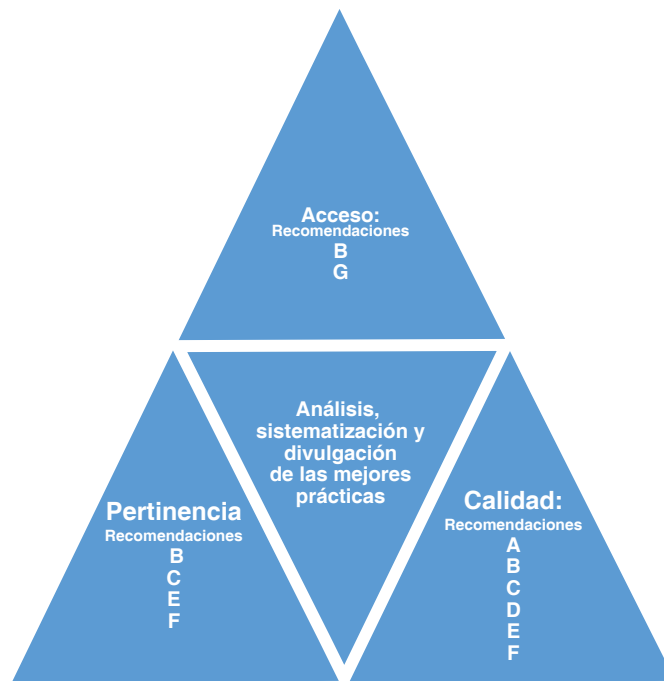 Acceso:
Recomendaciones
B
G
Análisis,
sistematización y
divulgación
de las mejores
prácticas
Pertinencia
Recomendaciones
B
C
E
F
Calidad:
Recomendaciones
A
B
C
D
E
F